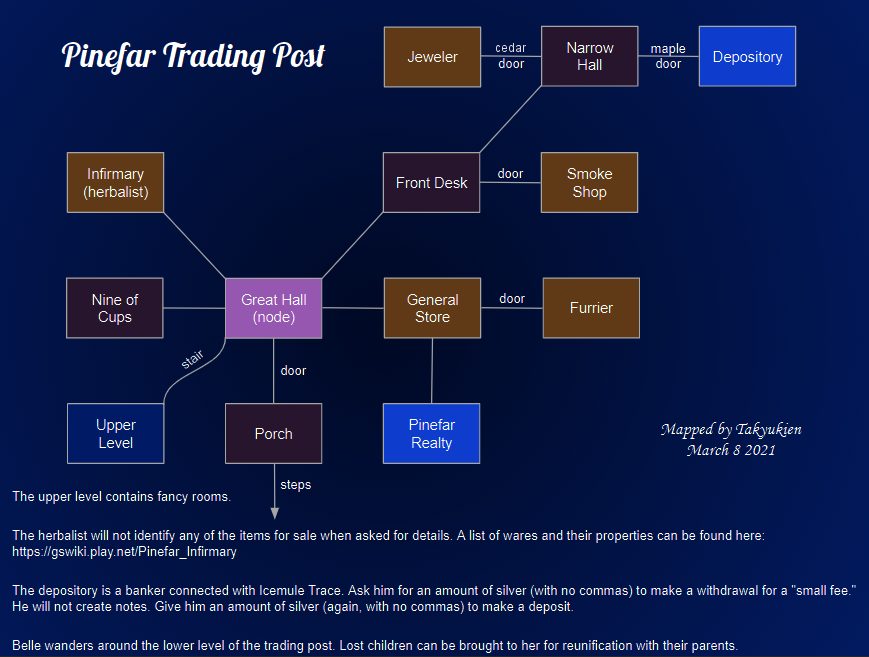 Pinefar Trading Post
Jeweler
cedar
door
Narrow
Hall
maple
door
Depository
Infirmary
(herbalist)
Front Desk
door
Smoke
Shop
Nine of
Cups
Great Hall
(node)
General
Store
door
Furrier
stair
door
Upper
Level
Porch
Pinefar
Realty
Mapped by Takyukien
March 8 2021
steps
The upper level contains fancy rooms.
The herbalist will not identify any of the items for sale when asked for details. A list of wares and their properties can be found here:
https://gswiki.play.net/Pinefar_Infirmary
The depository is a banker connected with Icemule Trace. Ask him for an amount of silver (with no commas) to make a withdrawal for a "small fee."
He will not create notes. Give him an amount of silver (again, with no commas) to make a deposit.
Belle wanders around the lower level of the trading post. Lost children can be brought to her for reunification with their parents.